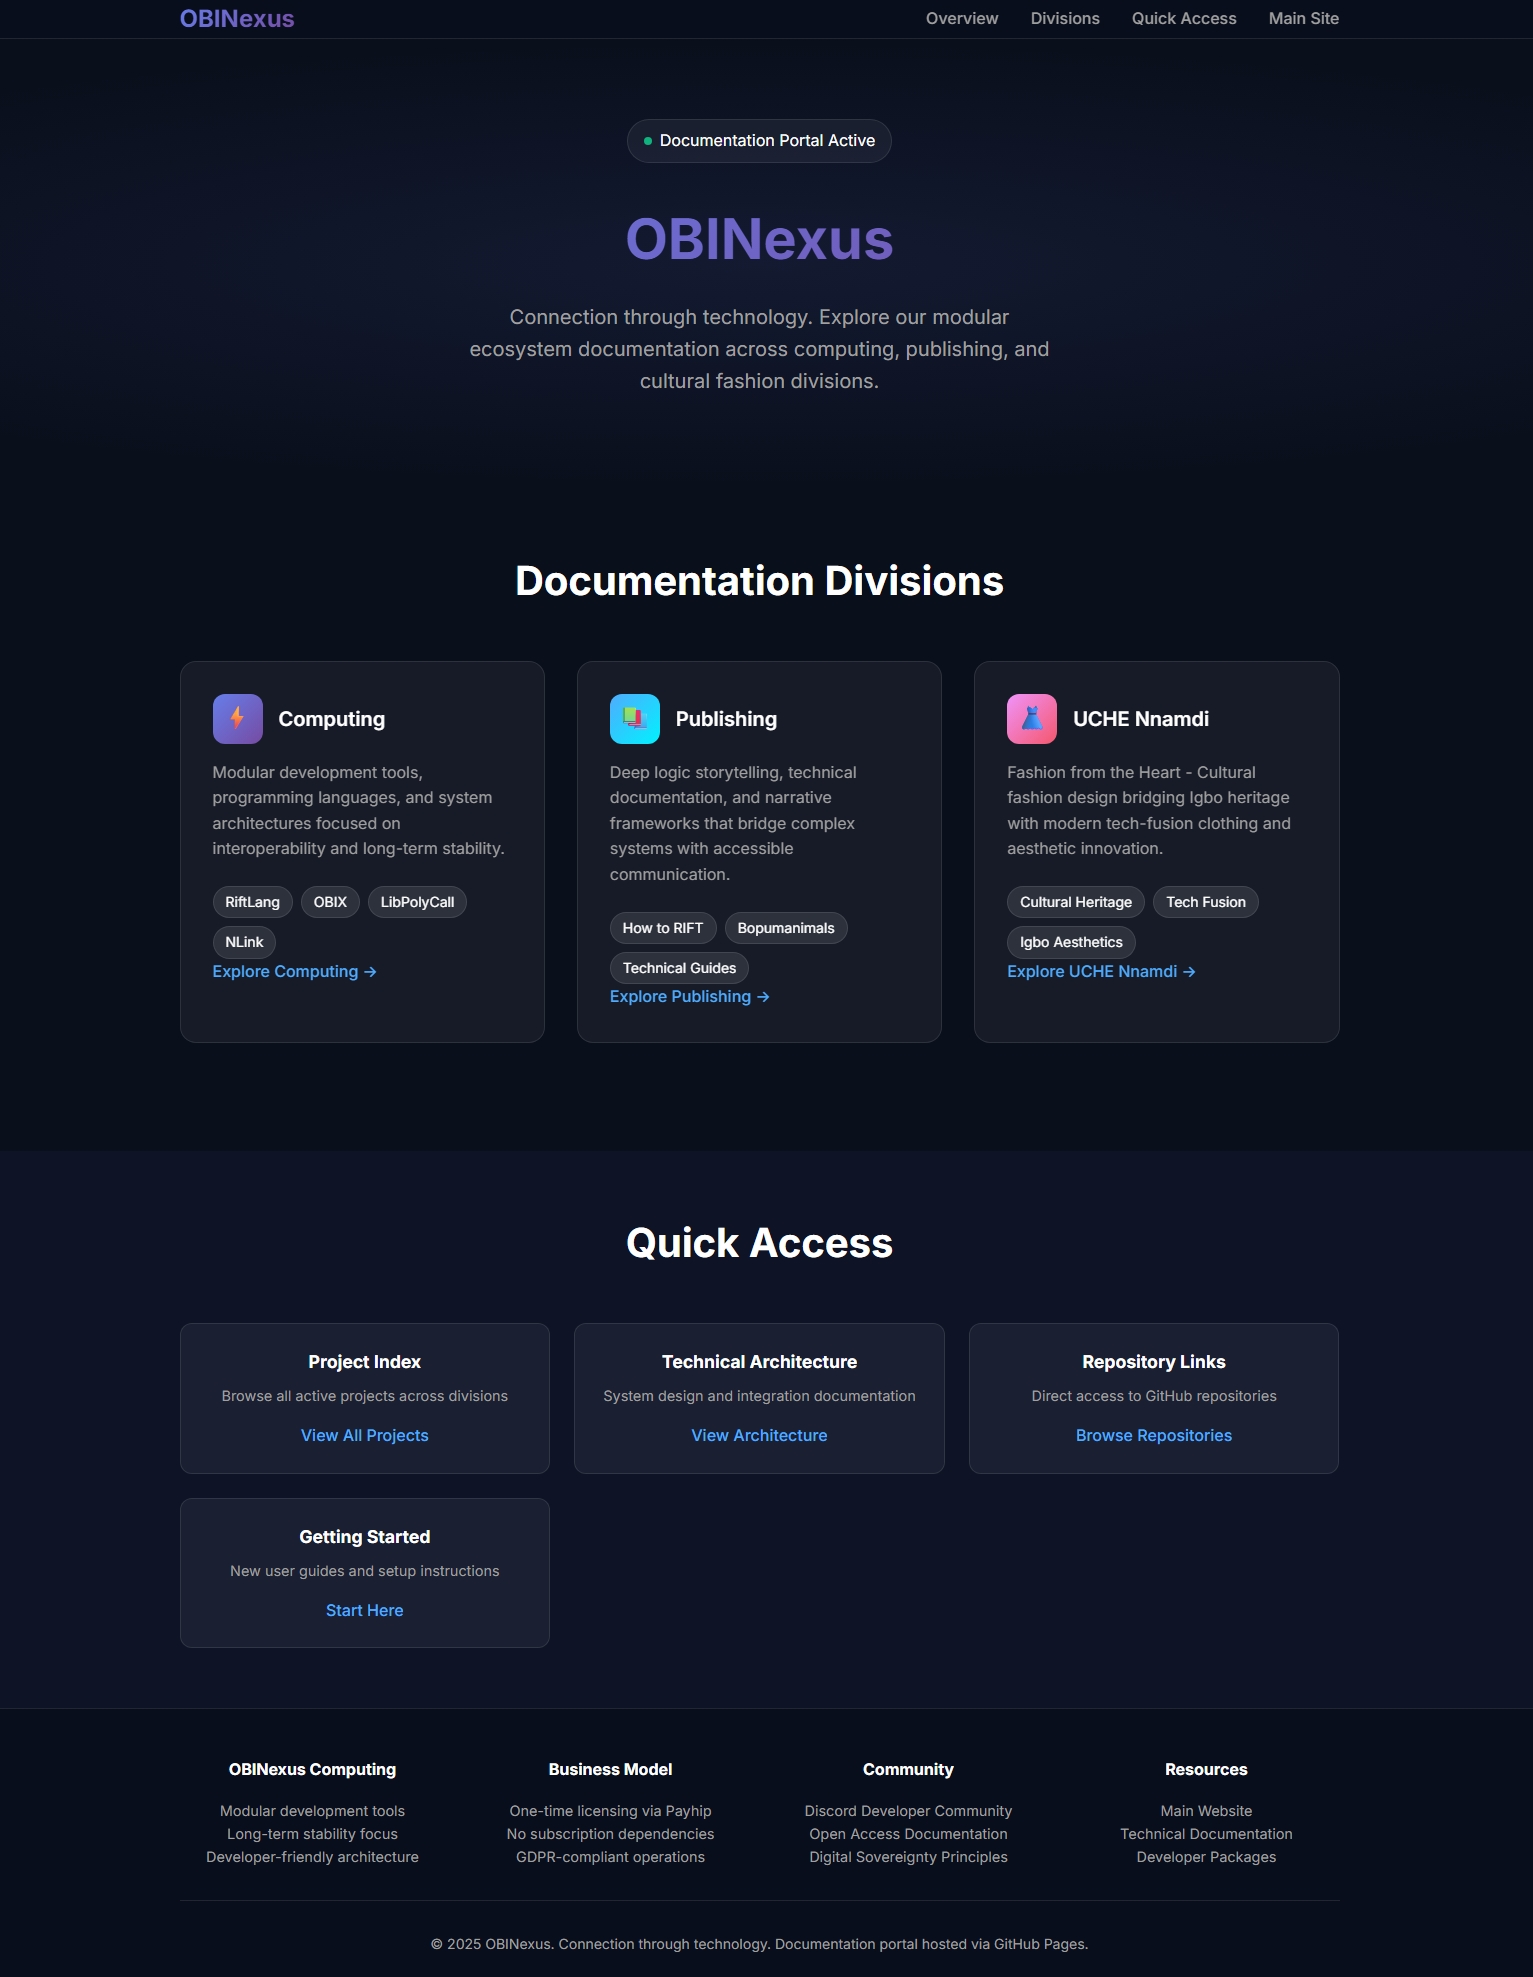 OBINexus
Overview
Divisions
Quick Access
Main Site
Documentation Portal Active
OBINexus
Connection through technology. Explore our modular
ecosystem documentation across computing, publishing, and
cultural fashion divisions.
Documentation Divisions
Computing
Modular development tools,
programming languages, and system
architectures focused on
interoperability and long-term stability.
RiftLang
OBIX
LibPolyCall
NLink
Explore Computing →
Publishing
Deep logic storytelling, technical
documentation, and narrative
frameworks that bridge complex
systems with accessible
communication.
How to RIFT
Bopumanimals
Technical Guides
Explore Publishing →
UCHE Nnamdi
Fashion from the Heart - Cultural
fashion design bridging Igbo heritage
with modern tech-fusion clothing and
aesthetic innovation.
Cultural Heritage
Tech Fusion
Igbo Aesthetics
Explore UCHE Nnamdi →
Quick Access
Project Index
Browse all active projects across divisions
View All Projects
Technical Architecture
System design and integration documentation
View Architecture
Repository Links
Direct access to GitHub repositories
Browse Repositories
Getting Started
New user guides and setup instructions
Start Here
OBINexus Computing
Modular development tools
Long-term stability focus
Developer-friendly architecture
Business Model
One-time licensing via Payhip
No subscription dependencies
GDPR-compliant operations
Community
Discord Developer Community
Open Access Documentation
Digital Sovereignty Principles
Resources
Main Website
Technical Documentation
Developer Packages
© 2025 OBINexus. Connection through technology. Documentation portal hosted via GitHub Pages.